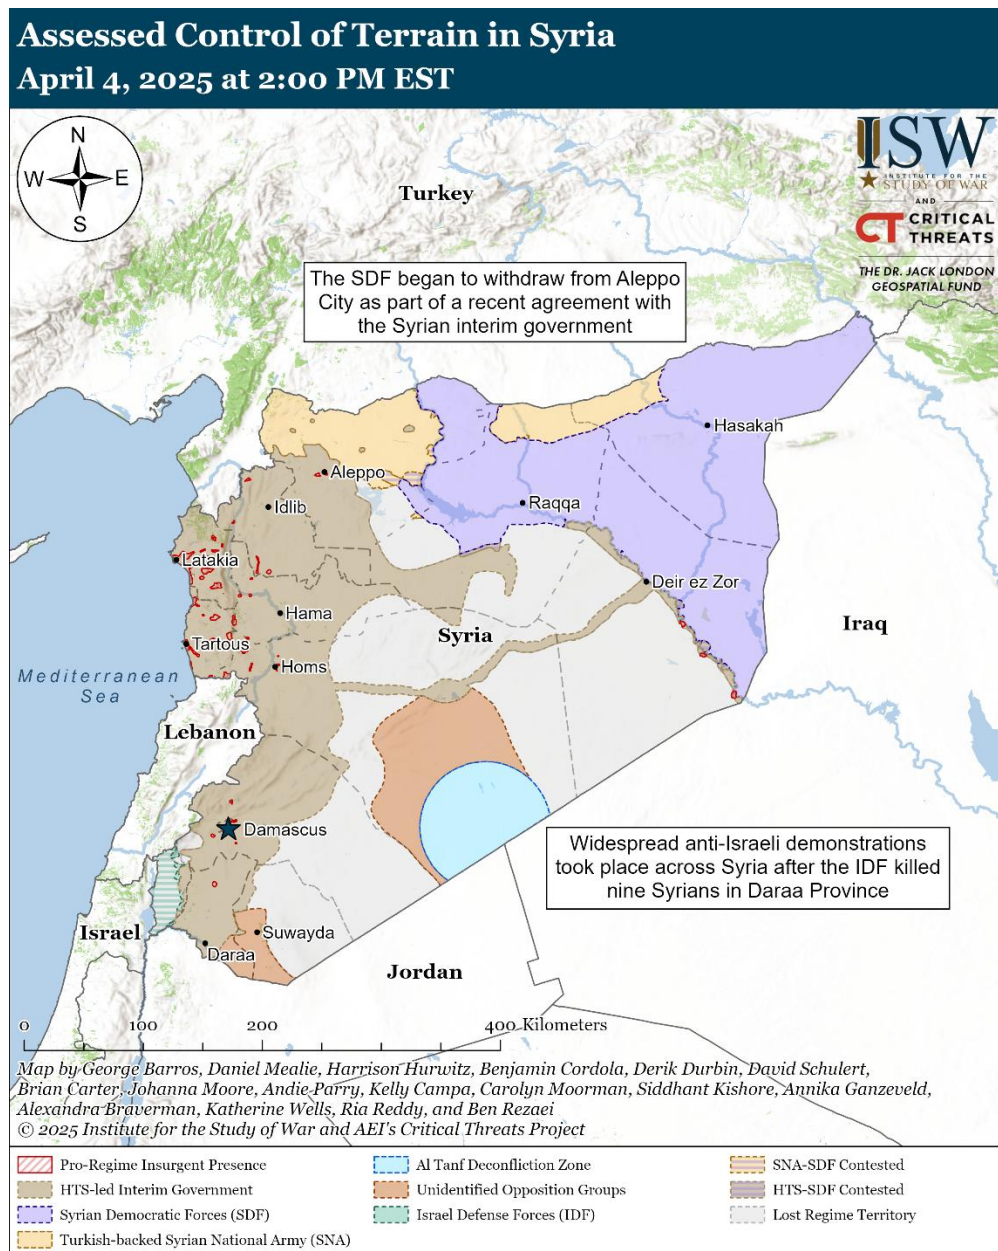 Assessed Control of Terrain in Syria
April 4, 2025 at 2:00 PM EST
N
W E
S
ISW
INSTITUTE FOR THE
STUDY OF WAR
AND
CT CRITICAL
THREATS
THE DR. JACK LONDON
GEOSPATIAL FUND
Turkey
The SDF began to withdraw from Aleppo
City as part of a recent agreement with
the Syrian interim government
Hasakah
Aleppo
Raqqa
Idlib
Latakia
Deir ez Zor
Hama
Iraq
Syria
Tartous
Homs
Mediterranean
Sea
Lebanon
Damascus
Widespread anti-Israeli demonstrations
took place across Syria after the IDF killed
nine Syrians in Daraa Province
Israel
Suwayda
Daraa
Jordan
0 100 200 400 Kilometers
Map by George Barros, Daniel Mealie, Harrison Hurwitz, Benjamin Cordola, Derik Durbin, David Schulert,
Brian Carter, Johanna Moore, Andie Parry, Kelly Campa, Carolyn Moorman, Siddhant Kishore, Annika Ganzeveld,
Alexandra Braverman, Katherine Wells, Ria Reddy, and Ben Rezaei
© 2025 Institute for the Study of War and AEI's Critical Threats Project
Pro-Regime Insurgent Presence
HTS-led Interim Government
Syrian Democratic Forces (SDF)
Turkish-backed Syrian National Army (SNA)
Al Tanf Deconfliction Zone
Unidentified Opposition Groups
Israel Defense Forces (IDF)
SNA-SDF Contested
HTS-SDF Contested
Lost Regime Territory